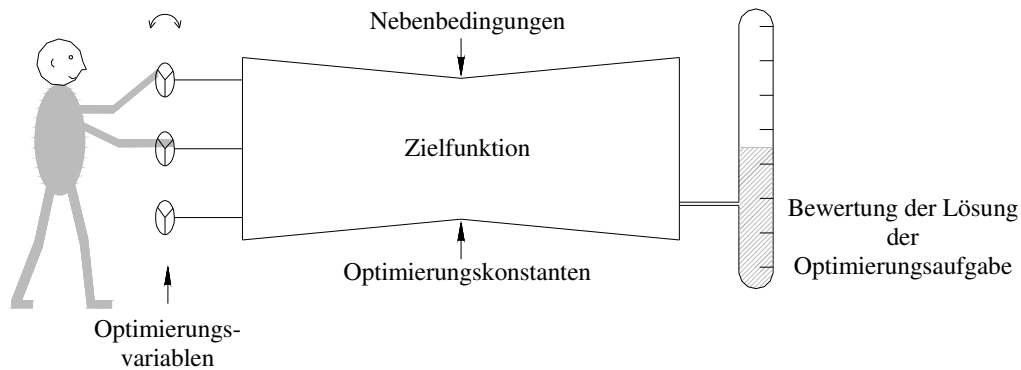 Nebenbedingungen
Zielfunktion
Bewertung der Lösung
der
Optimierungsaufgabe
Optimierungskonstanten
Optimierungs-
variablen